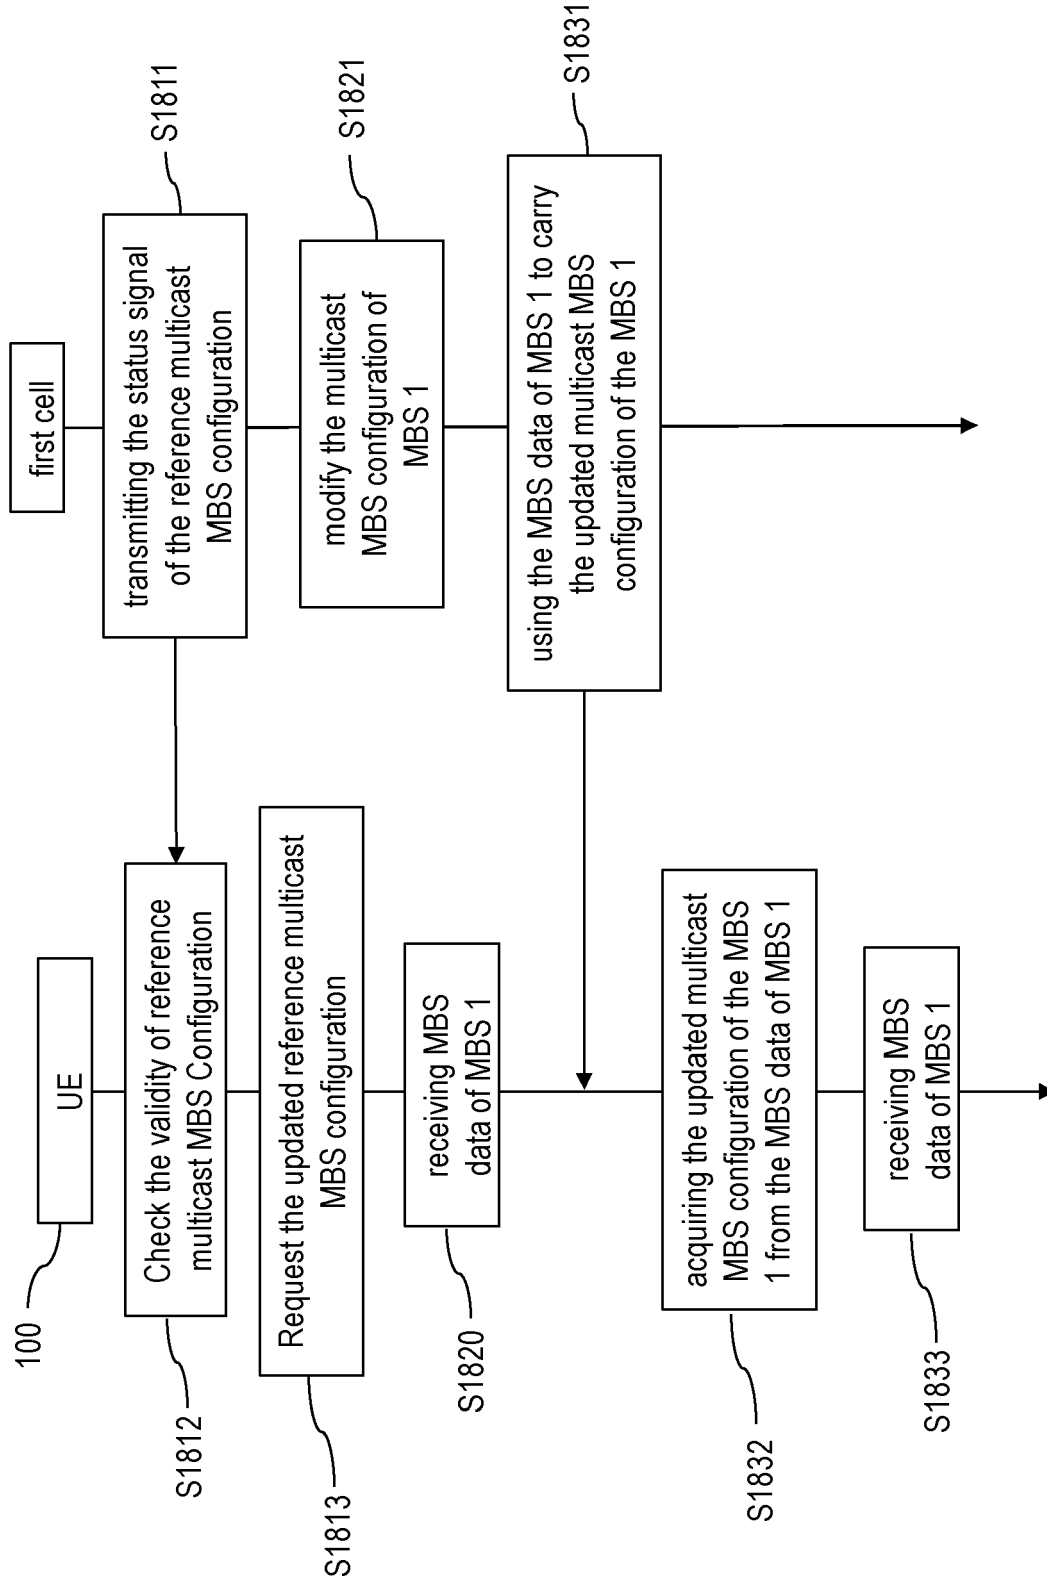 100
UE
S1812
Check the validity of reference
multicast MBS Configuration
S1813
Request the updated reference multicast
MBS configuration
S1820
receiving MBS
data of MBS 1
S1832
acquiring the updated multicast
MBS configuration of the MBS
1 from the MBS data of MBS 1
S1833
receiving MBS
data of MBS 1
first cell
transmitting the status signal
of the reference multicast
MBS configuration
S1811
modify the multicast
MBS configuration of
MBS 1
S1821
using the MBS data of MBS 1 to carry
the updated multicast MBS
configuration of the MBS 1
S1831